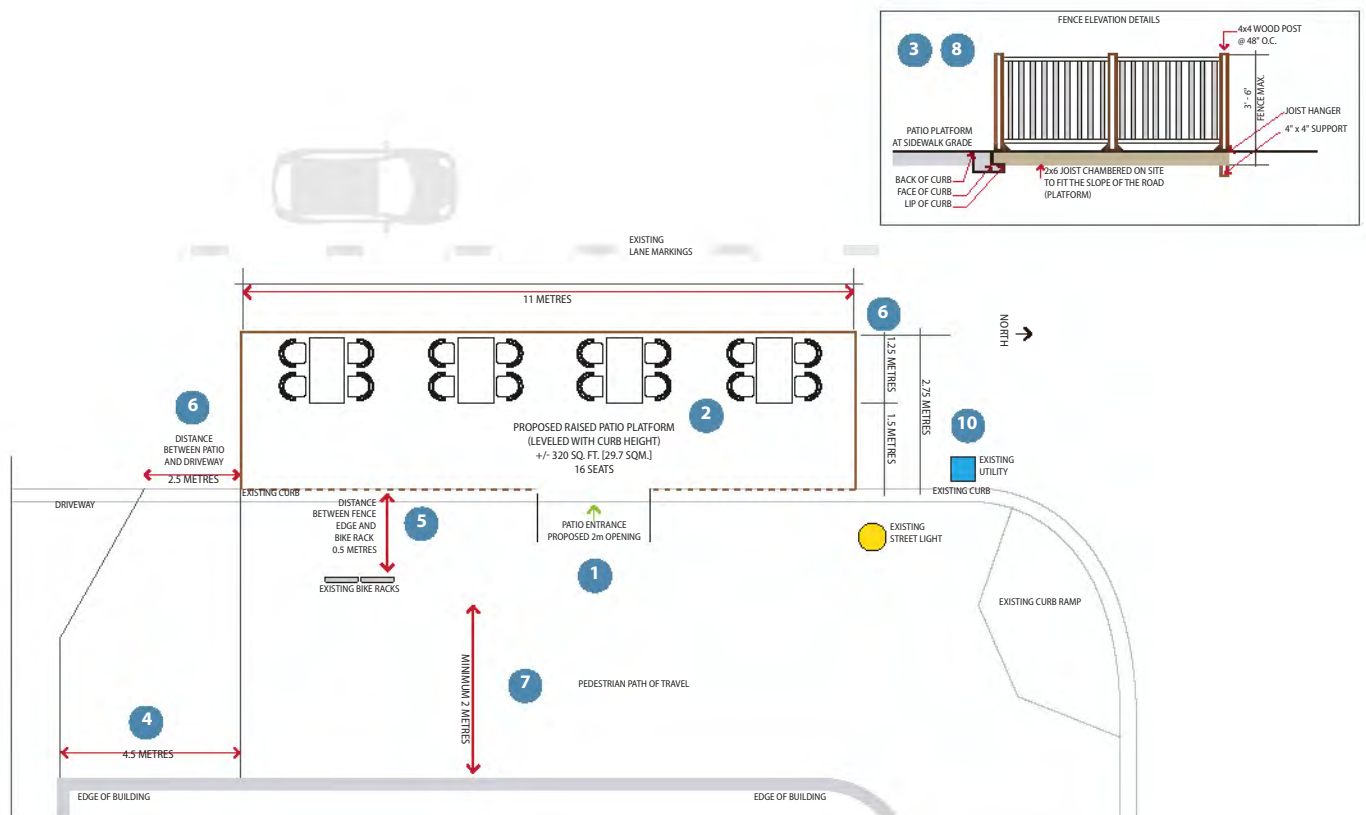 FENCE ELEVATION DETAILS
3
8
4x4 WOOD POST
@ 48" O.C.
3' - 6"
FENCE MAX.
JOIST HANGER
4" x 4" SUPPORT
PATIO PLATFORM
AT SIDEWALK GRADE
BACK OF CURB
FACE OF CURB
LIP OF CURB
2x6 JOIST CHAMBERED ON SITE
TO FIT THE SLOPE OF THE ROAD
(PLATFORM)
EXISTING
LANE MARKINGS
11 METRES
6
NORTH
1.25 METRES
2.75 METRES
1.5 METRES
2
PROPOSED RAISED PATIO PLATFORM
(LEVELED WITH CURB HEIGHT)
+/- 320 SQ. FT. [29.7 SQM.]
16 SEATS
6
DISTANCE
BETWEEN PATIO
AND DRIVEWAY
2.5 METRES
10
EXISTING
UTILITY
EXISTING CURB
EXISTING CURB
DRIVEWAY
DISTANCE
BETWEEN FENCE
EDGE AND
BIKE RACK
0.5 METRES
5
PATIO ENTRANCE
PROPOSED 2m OPENING
EXISTING
STREET LIGHT
1
EXISTING BIKE RACKS
EXISTING CURB RAMP
MINIMUM 2 METRES
7
PEDESTRIAN PATH OF TRAVEL
4
4.5 METRES
EDGE OF BUILDING
EDGE OF BUILDING